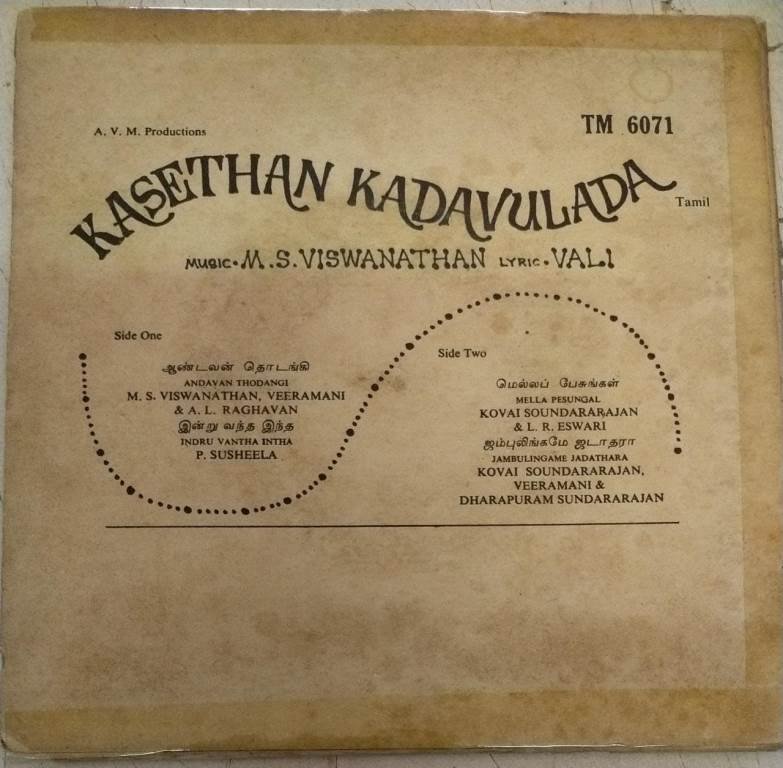 A. V. M. Productions
TM 6071
KASETHAN KADAVULADA
Tamil
MUSIC. M.S.VISWANATHAN LYRIC. VALI
Side One
ஆண்டவன் தொடங்கி
ANDAVAN THODANGI
M. S. VISWANATHAN, VEERAMANI
& A. L. RAGHAVAN
இன்று வந்த இந்த
INDRU VANTHA INTHA
P. SUSHEELA
Side Two
மெல்லப் பேசுங்கள்
MELLA PESUNGAL
KOVAI SOUNDARARAJAN
& L. R. ESWARI
ஜம்புலிங்கமே ஜடாதரா
JAMBULINGAME JADATHARA
KOVAI SOUNDARARAJAN,
VEERAMANI &
DHARAPURAM SUNDARARAJAN